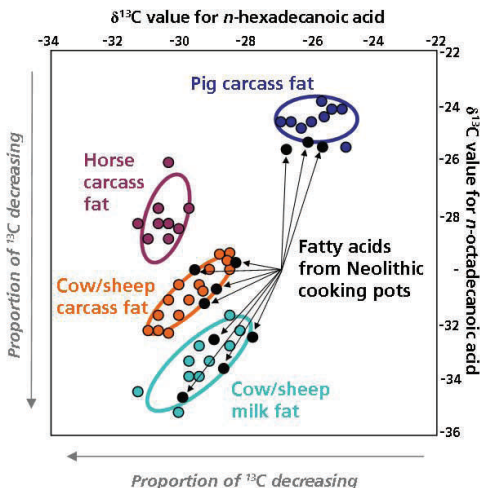 δ¹³C value for n-hexadecanoic acid
-34 -32 -30 -28 -26 -24 -22
-22
Pig carcass fat
-24
-26
Horse
carcass
fat
-28
Fatty acids
from Neolithic
cooking pots
-
Cow/sheep
carcass fat
-32
-34
Cow/sheep
milk fat
-36
δ¹³C value for n-octadecanoic acid
Proportion of ¹³C decreasing
Proportion of ¹³C decreasing